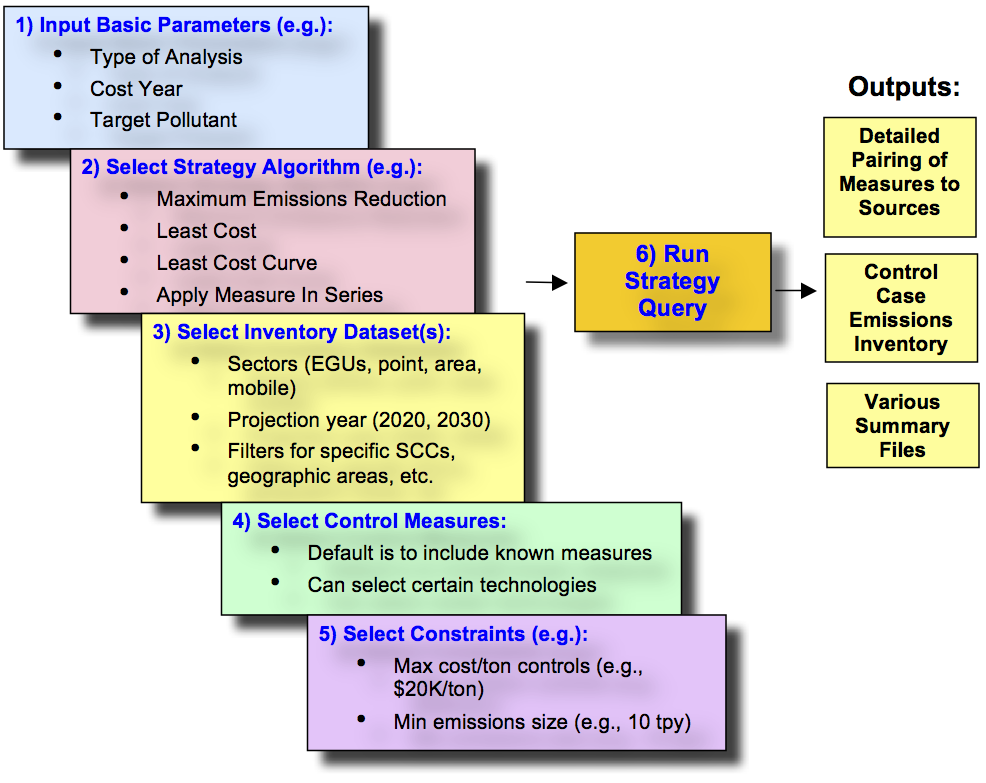 1) Input Basic Parameters (e.g.):
• Type of Analysis
• Cost Year
• Target Pollutant
2) Select Strategy Algorithm (e.g.):
• Maximum Emissions Reduction
• Least Cost
• Least Cost Curve
• Apply Measure In Series
3) Select Inventory Dataset(s):
• Sectors (EGUs, point, area,
mobile)
• Projection year (2020, 2030)
• Filters for specific SCCs,
geographic areas, etc.
4) Select Control Measures:
• Default is to include known measures
• Can select certain technologies
5) Select Constraints (e.g.):
• Max cost/ton controls (e.g.,
$20K/ton)
• Min emissions size (e.g., 10 tpy)
6) Run
Strategy
Query
Outputs:
Detailed
Pairing of
Measures to
Sources
Control
Case
Emissions
Inventory
Various
Summary
Files